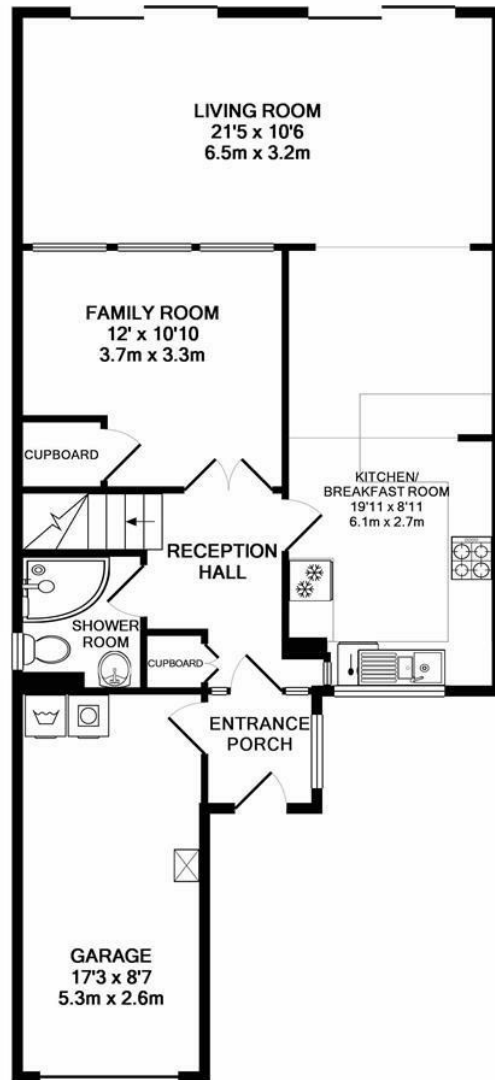 LIVING ROOM
21'5 x 10'6
6.5m x 3.2m
FAMILY ROOM
12' x 10'10
3.7m x 3.3m
CUPBOARD
KITCHEN/
BREAKFAST ROOM
19'11 x 8'11
6.1m x 2.7m
RECEPTION
HALL
SHOWER
ROOM
CUPBOARD
ENTRANCE
PORCH
GARAGE
17'3 x 8'7
5.3m x 2.6m